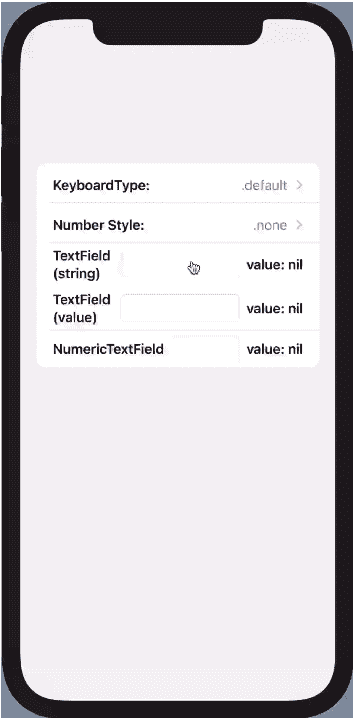 KeyboardType: .default
Number Style: .none
TextField
(string) value: nil
TextField
(value) value: nil
NumericTextField value: nil